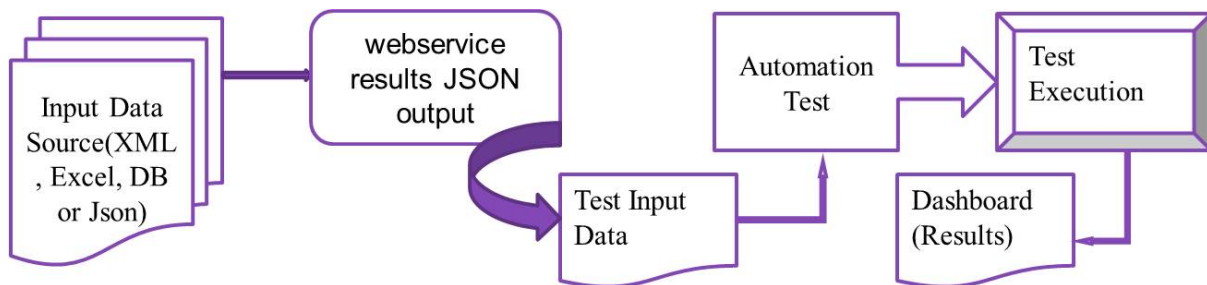 Input Data
Source(XML
, Excel, DB
or Json)
webservice
results JSON
output
Test Input
Data
Automation
Test
Test
Execution
Dashboard
(Results)